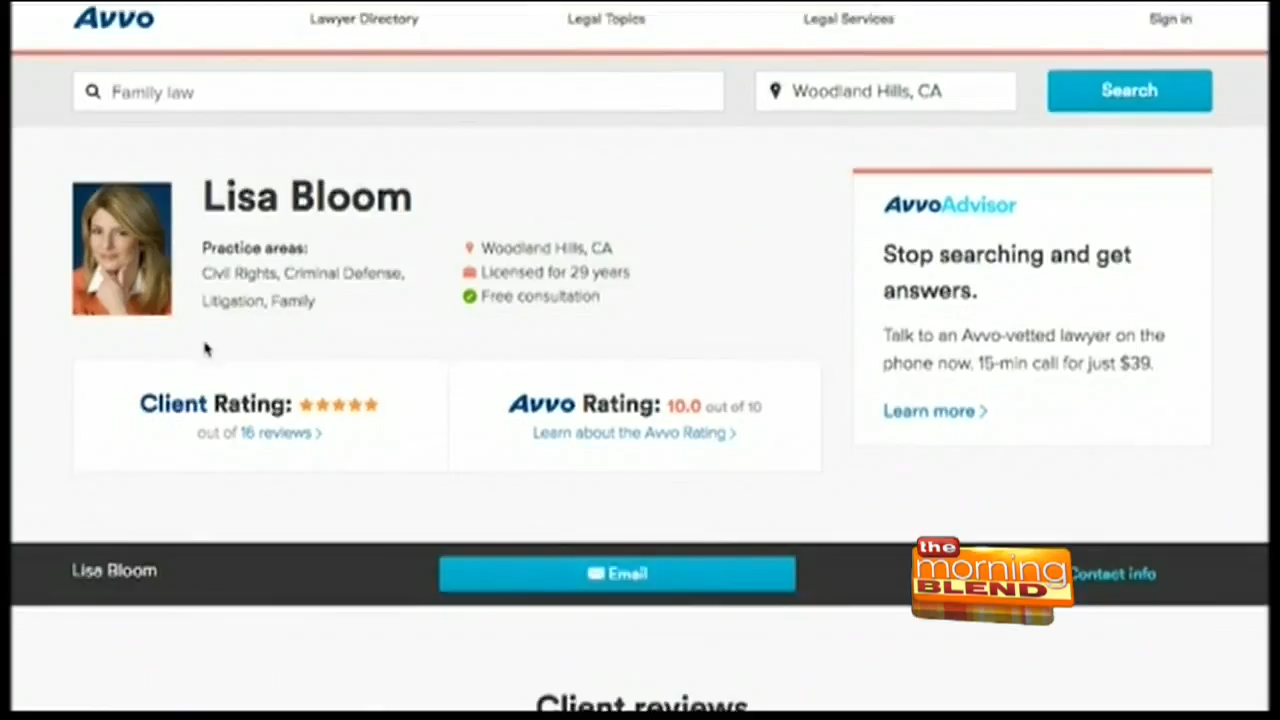 Avvo
Lawyer Directory
Legal Topics
Legal Services
Sign in
Family law
Woodland Hills, CA
Search
Lisa Bloom
Practice areas:
Civil Rights, Criminal Defense,
Litigation, Family
Woodland Hills, CA
Licensed for 29 years
Free consultation
Client Rating:
out of 16 reviews >
Avvo Rating: 10.0 out of 10
Learn about the Avvo Rating >
AvvoAdvisor
Stop searching and get
answers.
Talk to an Avvo-vetted lawyer on the
phone now. 15-min call for just $39.
Learn more >
Lisa Bloom
Email
Contact info
the
morning
BLEND
Client reviews